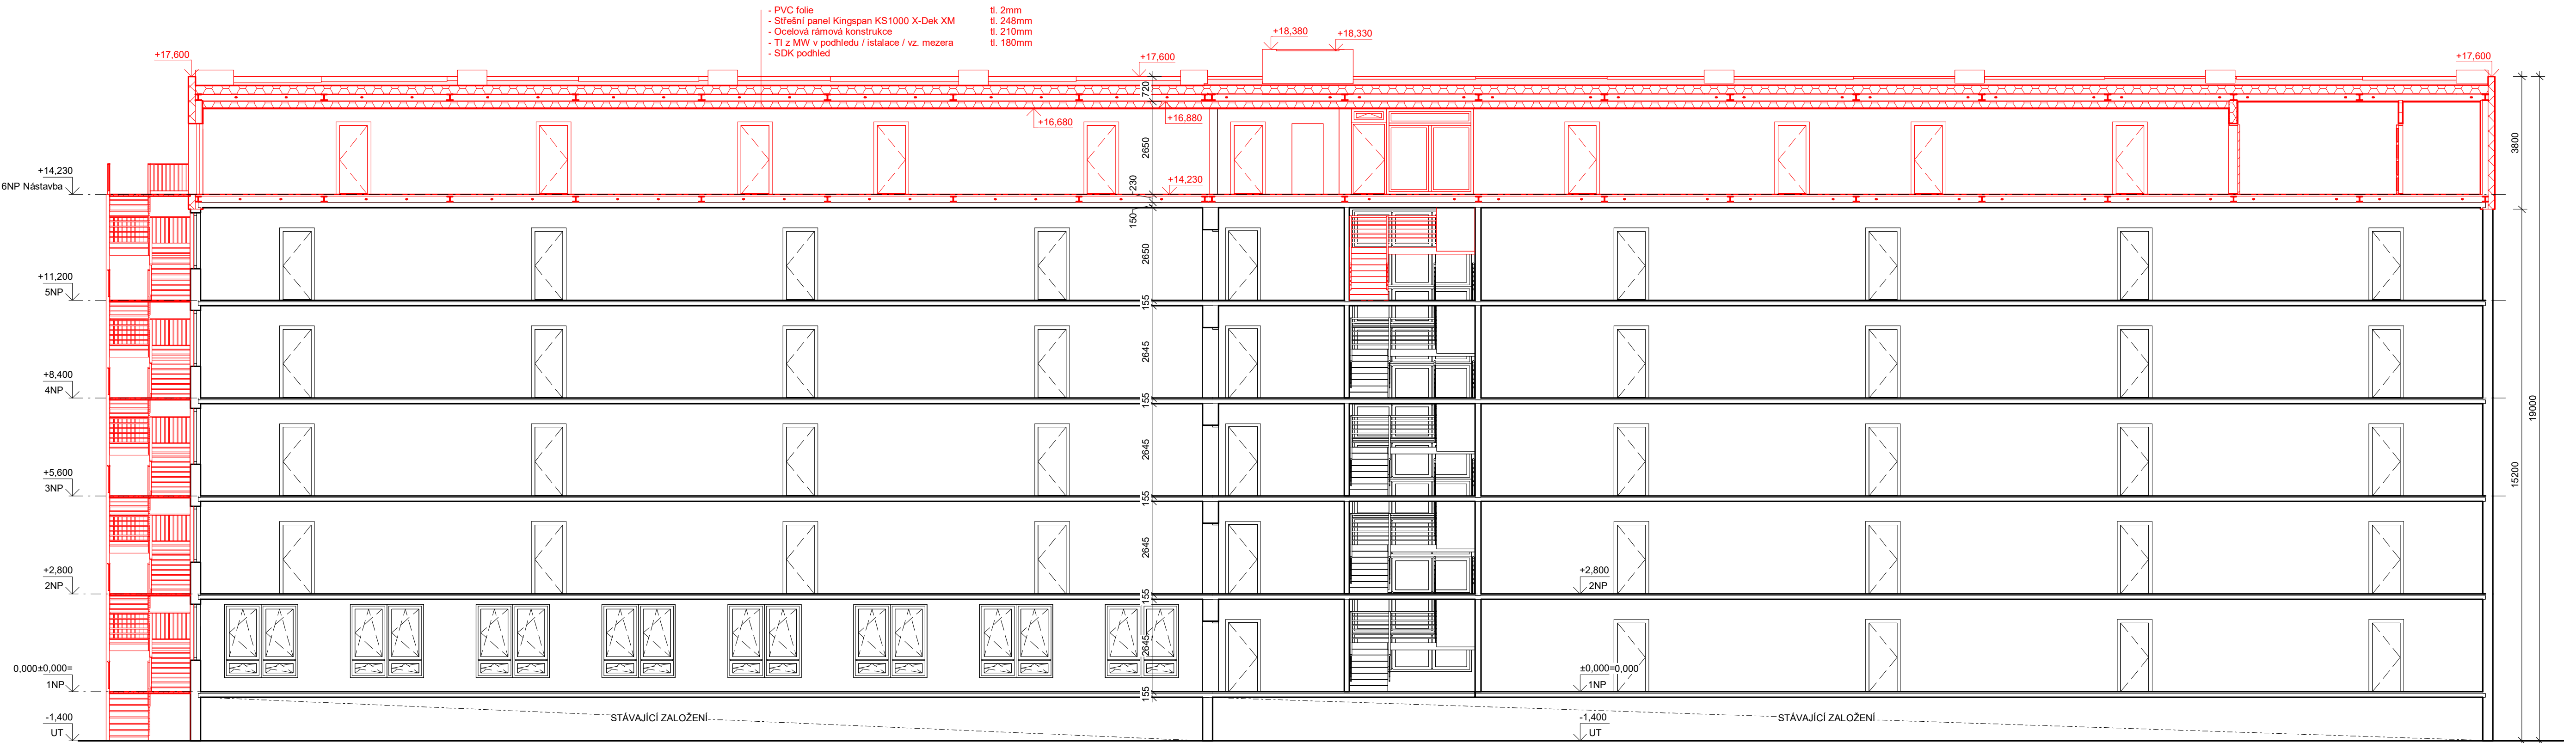 - PVC folie tl. 2mm
- Střešní panel Kingspan KS1000 X-Dek XM tl. 248mm
- Ocelová rámová konstrukce tl. 210mm
- TI z MW v podhledu / istalace / vz. mezera tl. 180mm
- SDK podhled
+18,380
+18,330
+17,600
+17,600
+17,600
720
+16,680
+16,880
2650
3800
+14,230
6NP Nástavba
230
+14,230
150
2650
+11,200
5NP
155
2645
+8,400
4NP
155
19000
2645
15200
+5,600
3NP
155
2645
+2,800
2NP
+2,800
2NP
155
2645
0,000±0,000=
1NP
±0,000=0,000
1NP
155
-1,400
UT
STÁVAJÍCÍ ZALOŽENÍ
-1,400
UT
STÁVAJÍCÍ ZALOŽENÍ